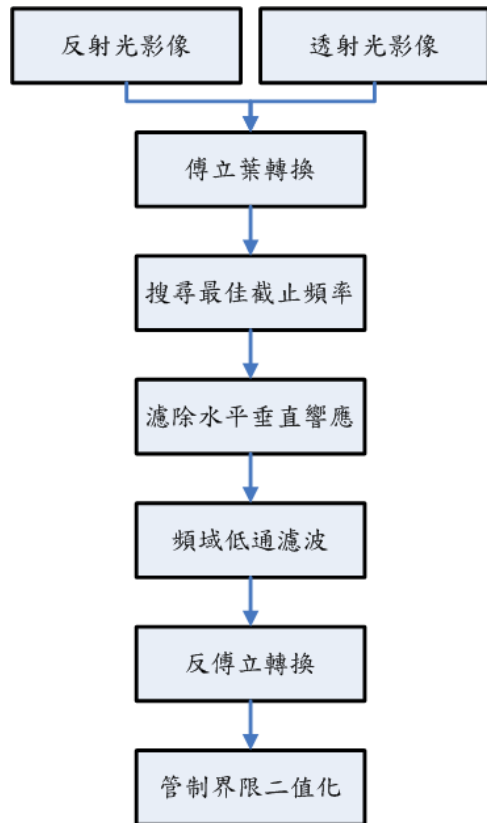 反射光影像
透射光影像
傅立葉轉換
搜尋最佳截止頻率
濾除水平垂直響應
頻域低通濾波
反傅立轉換
管制界限二值化